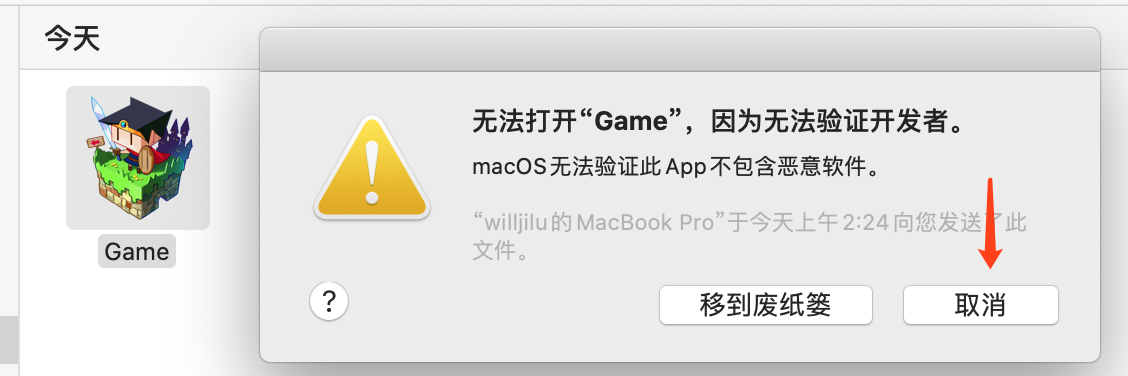 今天
无法打开“Game”，因为无法验证开发者。
macOS无法验证此App不包含恶意软件。
“willjilu的MacBook Pro”于今天上午2:24向您发送了此
文件。
Game
?
移到废纸篓
取消